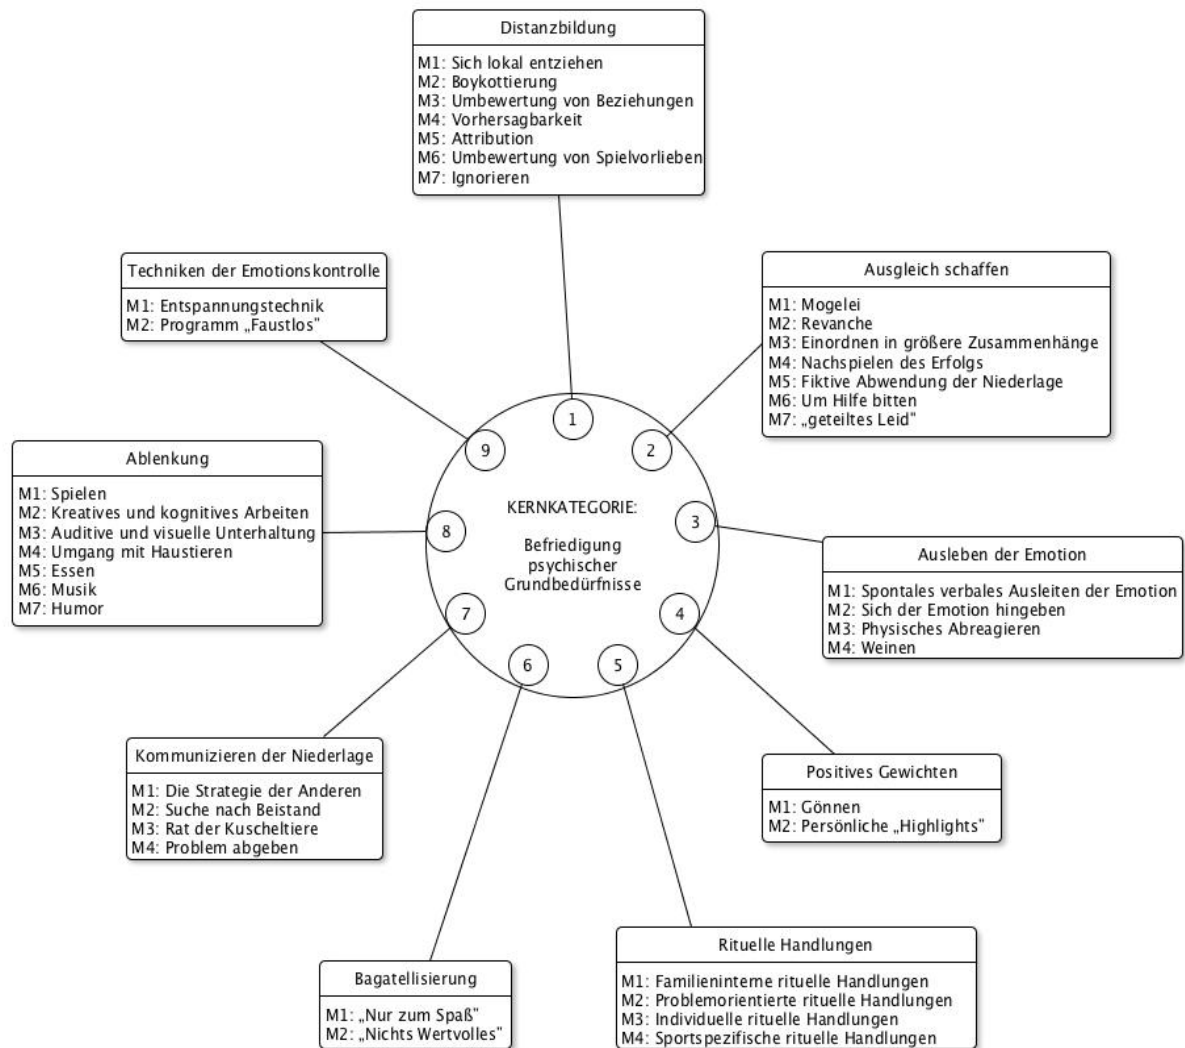 Distanzbildung
M1: Sich lokal entziehen
M2: Boykottierung
M3: Umbewertung von Beziehungen
M4: Vorhersagbarkeit
M5: Attribution
M6: Umbewertung von Spielvorlieben
M7: Ignorieren
Techniken der Emotionskontrolle
M1: Entspannungstechnik
M2: Programm „Faustlos"
Ausgleich schaffen
M1: Mogelei
M2: Revanche
M3: Einordnen in größere Zusammenhänge
M4: Nachspielen des Erfolgs
M5: Fiktive Abwendung der Niederlage
M6: Um Hilfe bitten
M7: „geteiltes Leid"
Ablenkung
M1: Spielen
M2: Kreatives und kognitives Arbeiten
M3: Auditive und visuelle Unterhaltung
M4: Umgang mit Haustieren
M5: Essen
M6: Musik
M7: Humor
1
2
3
4
5
6
7
8
9
KERNKATEGORIE:
Befriedigung
psychischer
Grundbedürfnisse
Ausleben der Emotion
M1: Spontales verbales Ausleiten der Emotion
M2: Sich der Emotion hingeben
M3: Physisches Abreagieren
M4: Weinen
Kommunizieren der Niederlage
M1: Die Strategie der Anderen
M2: Suche nach Beistand
M3: Rat der Kuscheltiere
M4: Problem abgeben
Positives Gewichten
M1: Gönnen
M2: Persönliche „Highlights"
Bagatellisierung
M1: „Nur zum Spaß"
M2: „Nichts Wertvolles"
Rituelle Handlungen
M1: Familieninterne rituelle Handlungen
M2: Problemorientierte rituelle Handlungen
M3: Individuelle rituelle Handlungen
M4: Sportspezifische rituelle Handlungen